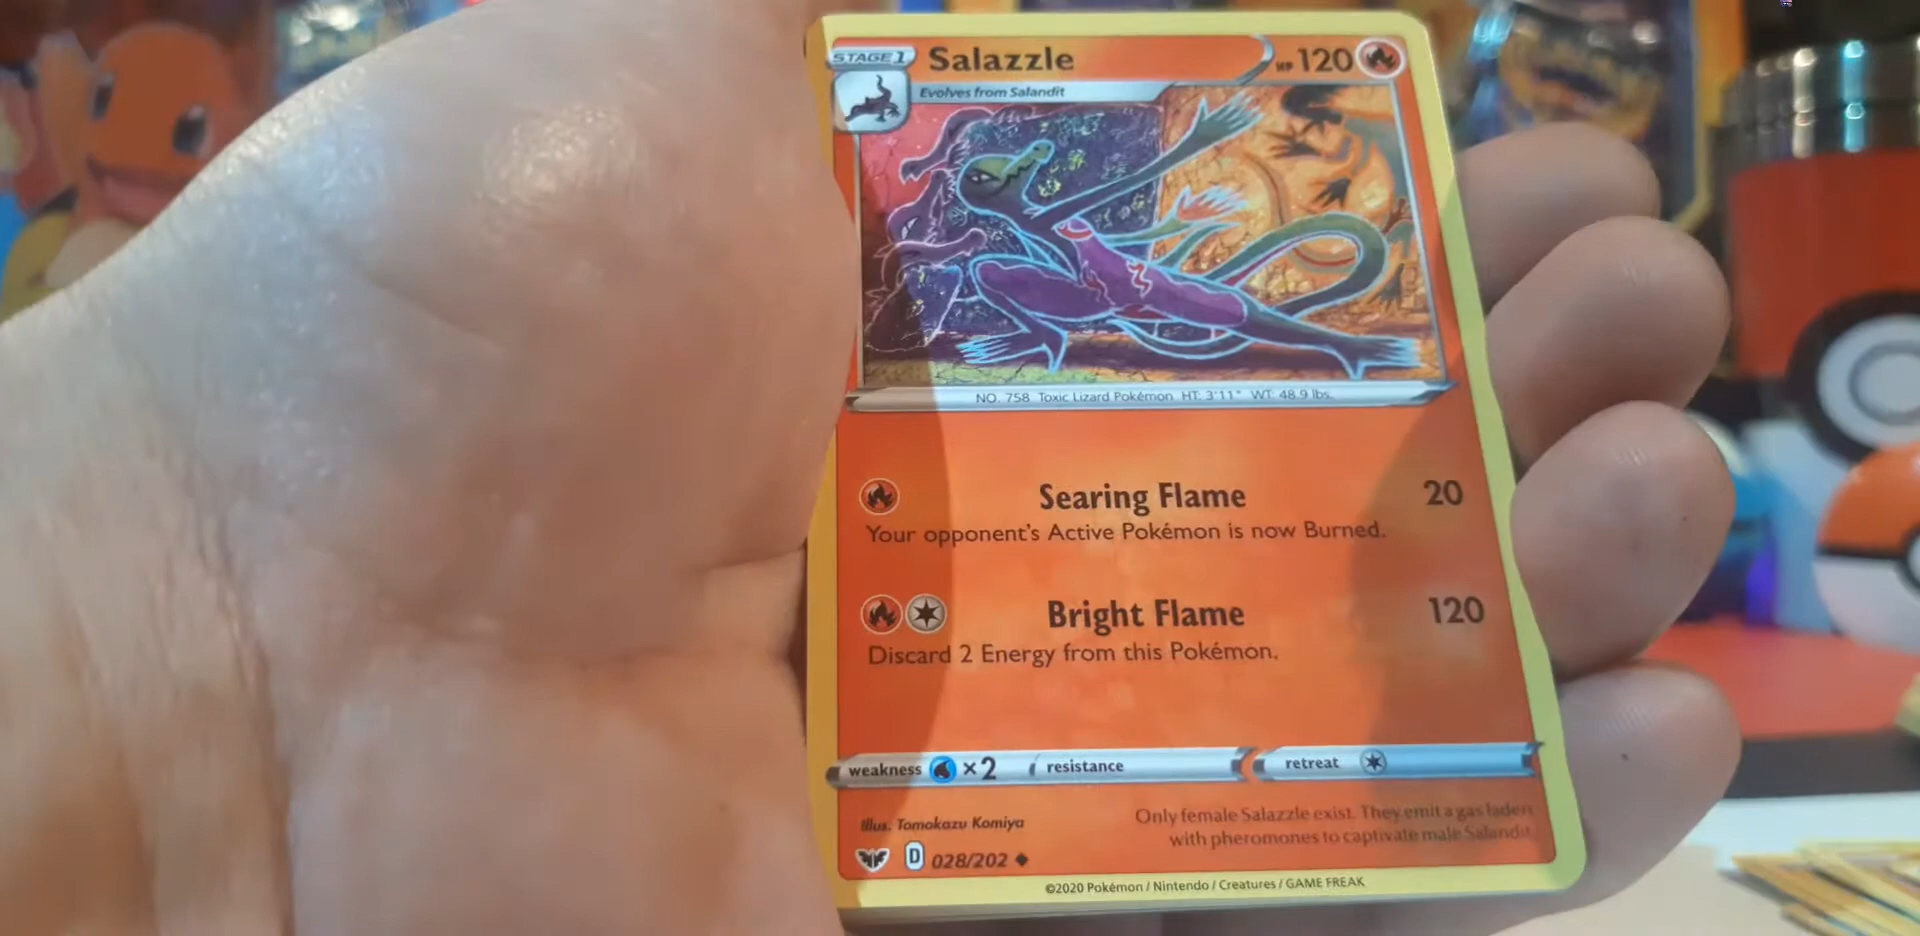 STAGE 1 Salazzle HP 120
Evolves from Salandit
NO. 758 Toxic Lizard Pokémon HT: 3'11" WT: 48.9 lbs.
Searing Flame 20
Your opponent's Active Pokémon is now Burned.
Bright Flame 120
Discard 2 Energy from this Pokémon.
weakness ×2 resistance retreat
Illus. Tomokazu Komiya
Only female Salazzle exist. They emit a gas laden
with pheromones to captivate male Salandit.
D 028/202
©2020 Pokémon / Nintendo / Creatures / GAME FREAK